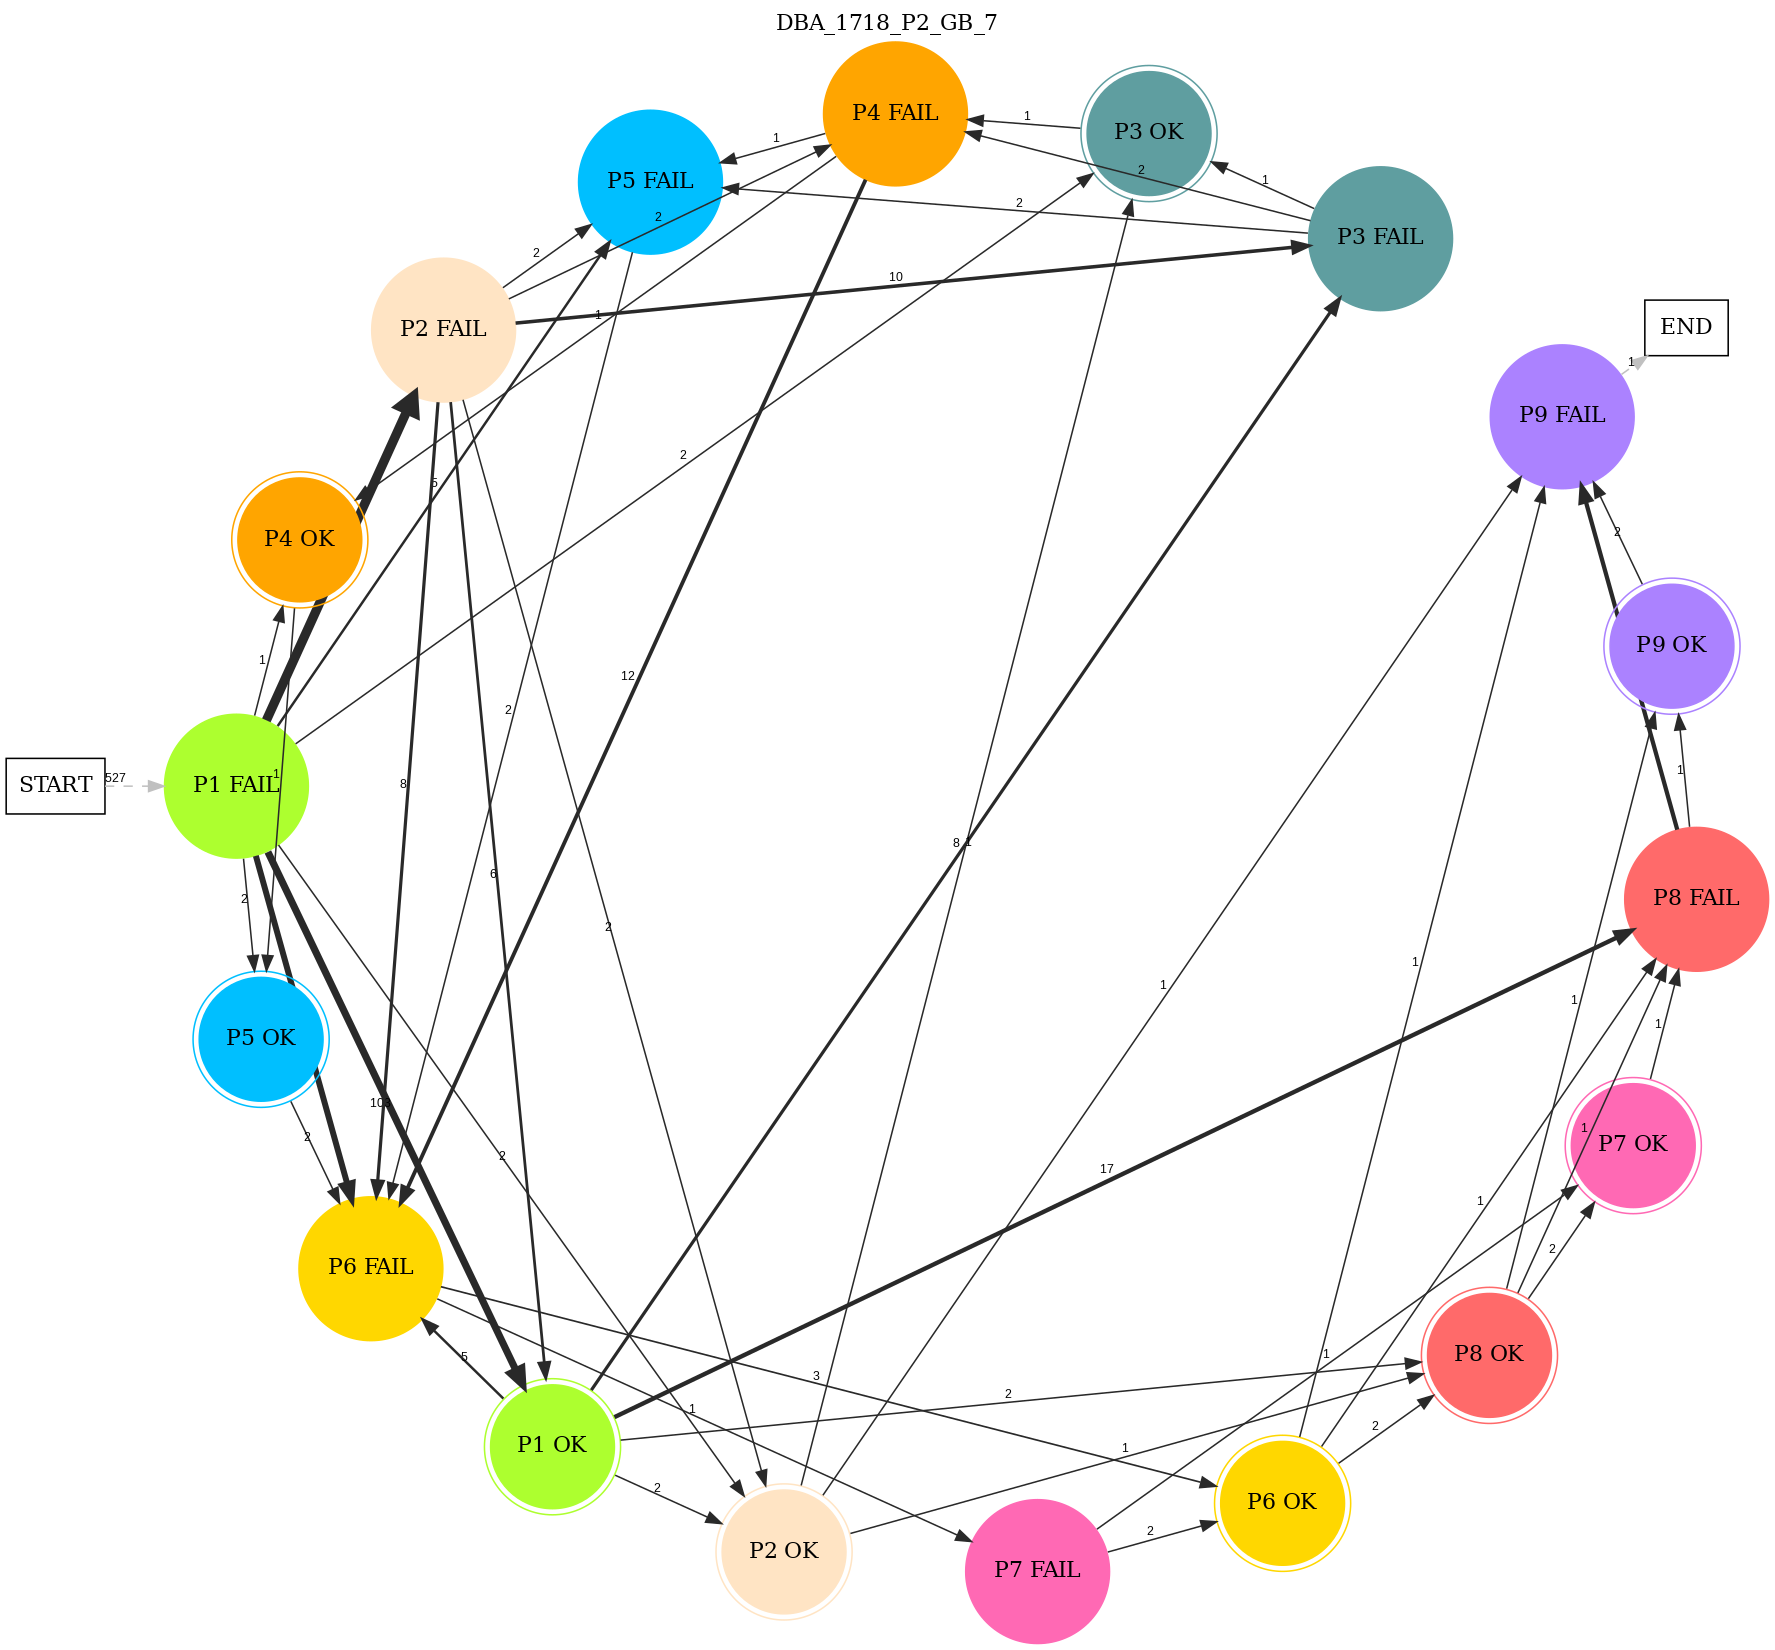 DBA_1718_P2_GB_7
P4 FAIL
P3 OK
P5 FAIL
P3 FAIL
P2 FAIL
END
P9 FAIL
P4 OK
P9 OK
START
P1 FAIL
P8 FAIL
P5 OK
P7 OK
P6 FAIL
P8 OK
P1 OK
P2 OK
P6 OK
P7 FAIL
527
1
1
1
2
2
2
2
10
1
1
5
2
2
1
2
1
8
12
2
6
2
8
1
2
1
1
1
1
1
2
2
17
1
1
2
5
3
1
1
2
2
1
2
2
2